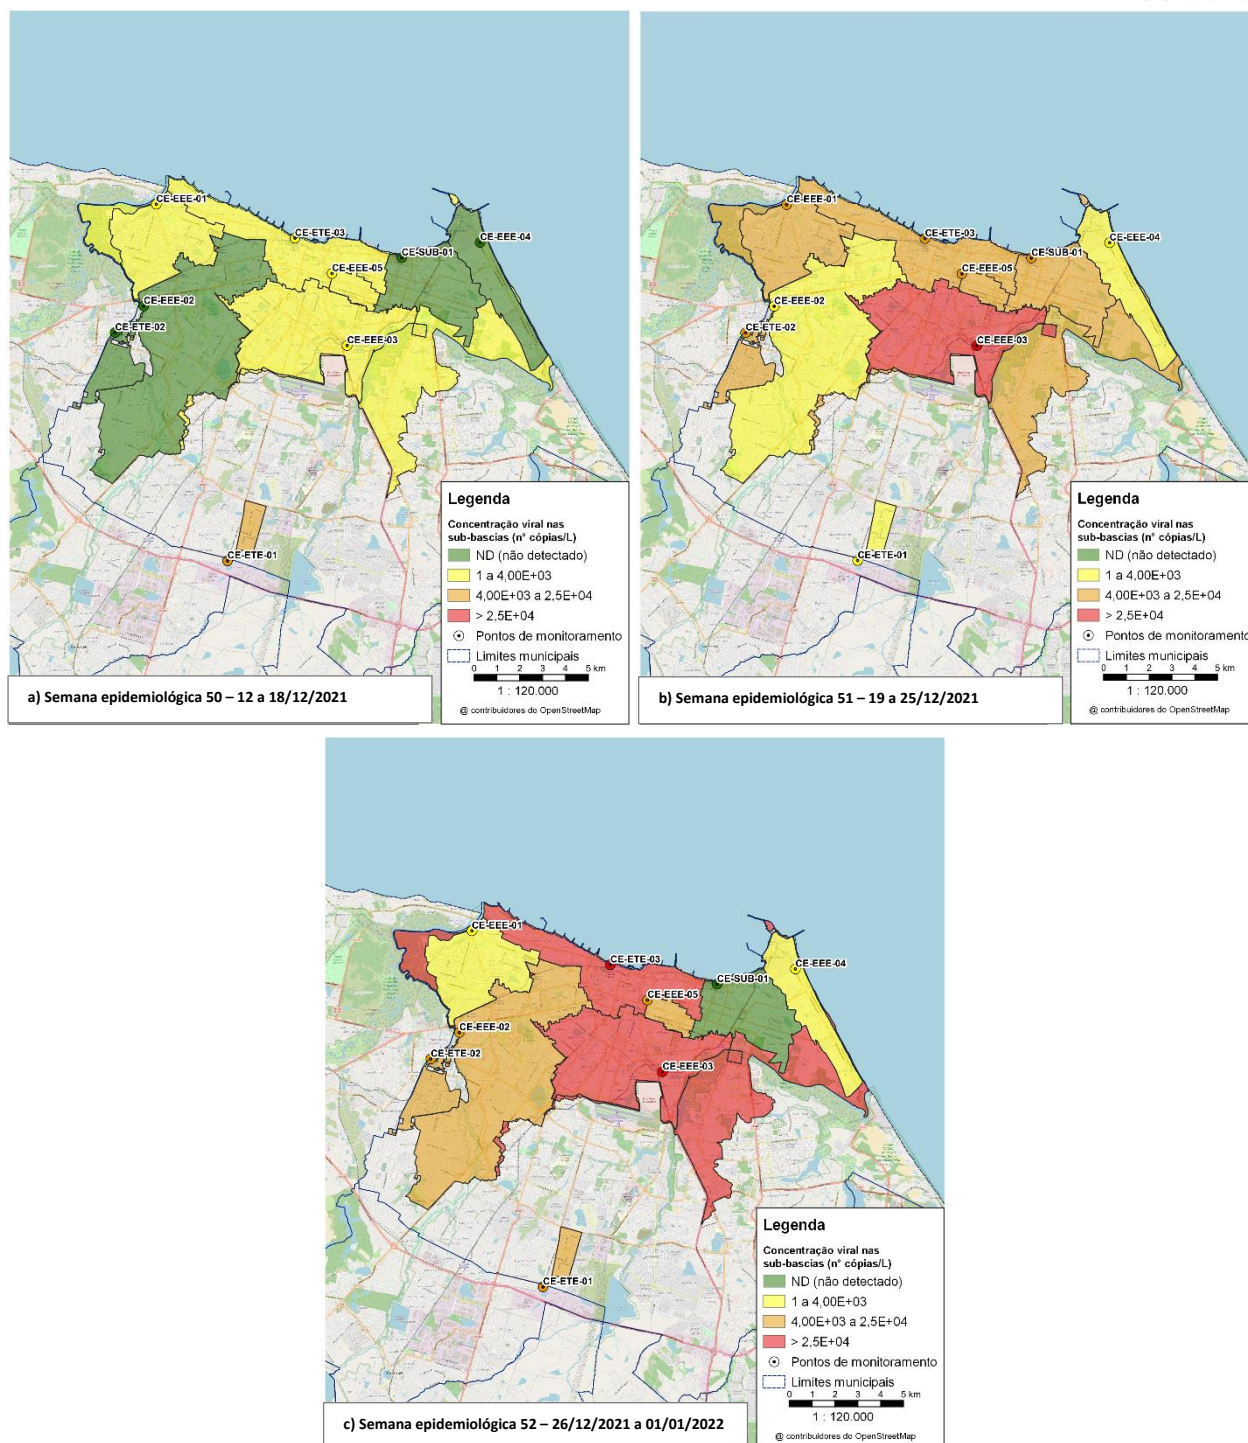 CE-EEE-01
CE-ETE-03
CE-EEE-04
CE-SUB-01
CE-EEE-05
CE-EEE-02
CE-ETE-02
CE-EEE-03
CE-ETE-01
Legenda
Concentração viral nas
sub-bascias (n° cópias/L)
ND (não detectado)
1 a 4,00E+03
4,00E+03 a 2,5E+04
> 2,5E+04
Pontos de monitoramento
Limites municipais
0 1 2 3 4 5 km
1 : 120.000
@ contribuidores do OpenStreetMap
a) Semana epidemiológica 50 – 12 a 18/12/2021
CE-EEE-01
CE-ETE-03
CE-EEE-04
CE-SUB-01
CE-EEE-05
CE-EEE-02
CE-ETE-02
CE-EEE-03
CE-ETE-01
Legenda
Concentração viral nas
sub-bascias (n° cópias/L)
ND (não detectado)
1 a 4,00E+03
4,00E+03 a 2,5E+04
> 2,5E+04
Pontos de monitoramento
Limites municipais
0 1 2 3 4 5 km
1 : 120.000
@ contribuidores do OpenStreetMap
b) Semana epidemiológica 51 – 19 a 25/12/2021
CE-EEE-01
CE-ETE-03
CE-EEE-04
CE-SUB-01
CE-EEE-05
CE-EEE-02
CE-ETE-02
CE-EEE-03
CE-ETE-01
Legenda
Concentração viral nas
sub-bascias (n° cópias/L)
ND (não detectado)
1 a 4,00E+03
4,00E+03 a 2,5E+04
> 2,5E+04
Pontos de monitoramento
Limites municipais
0 1 2 3 4 5 km
1 : 120.000
@ contribuidores do OpenStreetMap
c) Semana epidemiológica 52 – 26/12/2021 a 01/01/2022